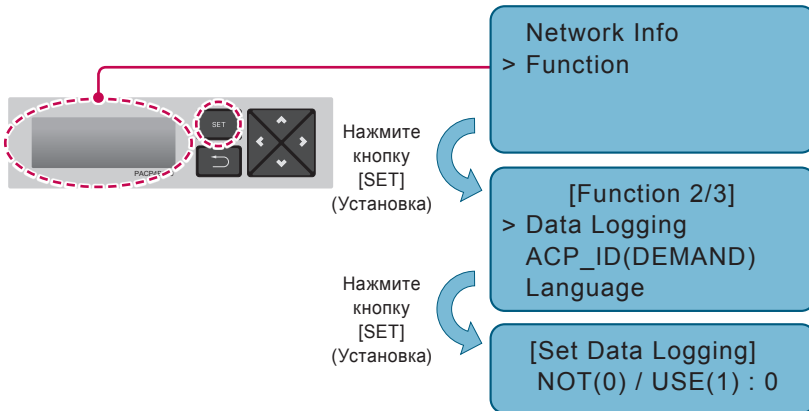 Network Info
> Function
SET
Нажмите
кнопку
[SET]
(Установка)
[Function 2/3]
> Data Logging
ACP_ID(DEMAND)
Language
Нажмите
кнопку
[SET]
(Установка)
[Set Data Logging]
NOT(0) / USE(1) : 0